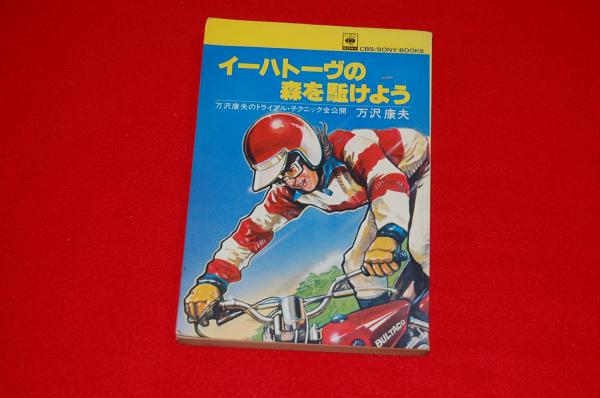 CBS/SONY BOOKS
イーハトーヴの
森を駈けよう
万沢康夫のトライアル・テクニック全公開 万沢康夫
BULTACO